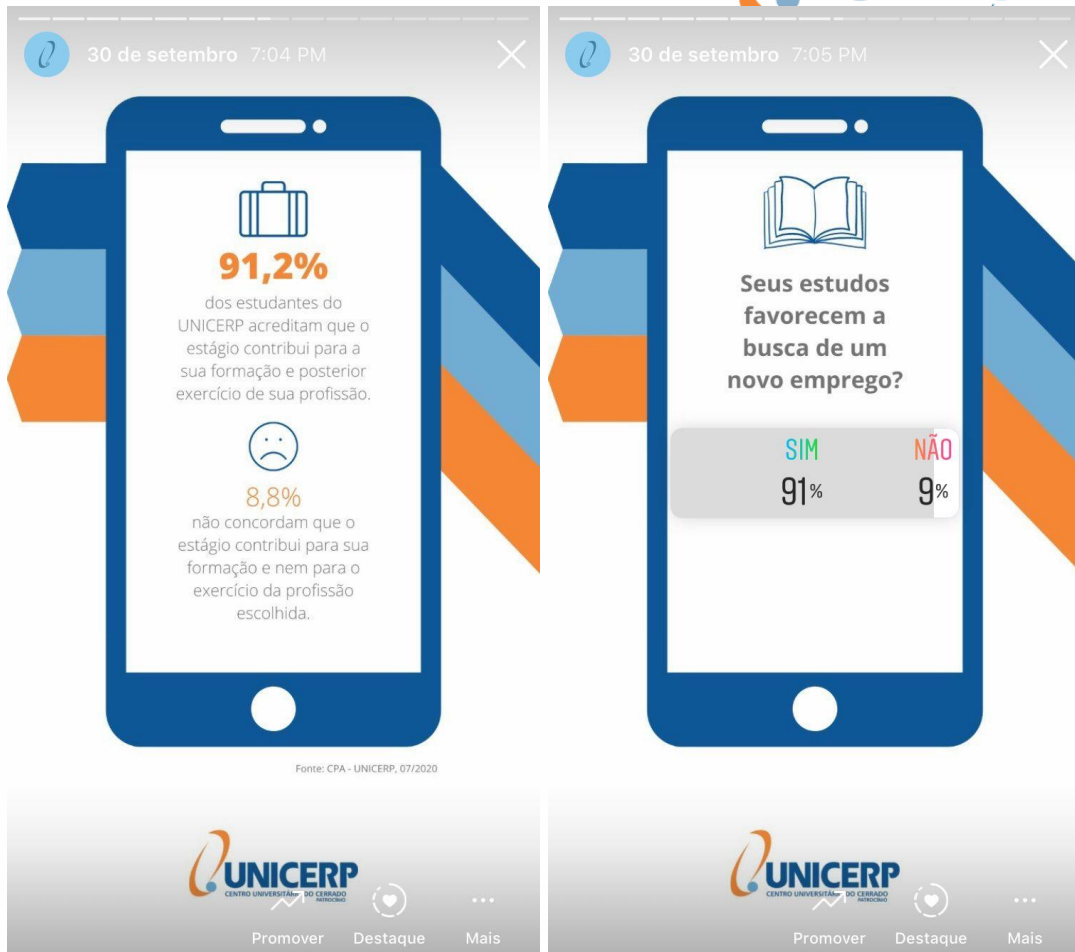 30 de setembro 7:04 PM
91,2%
dos estudantes do
UNICERP acreditam que o
estágio contribui para a
sua formação e posterior
exercício de sua profissão.
8,8%
não concordam que o
estágio contribui para sua
formação e nem para o
exercício da profissão
escolhida.
Fonte: CPA - UNICERP, 07/2020
UNICERP
CENTRO UNIVERSITÁRIO DO CERRADO
PATROCÍNIO
Promover Destaque Mais
30 de setembro 7:05 PM
Seus estudos
favorecem a
busca de um
novo emprego?
SIM NÃO
91% 9%
UNICERP
CENTRO UNIVERSITÁRIO DO CERRADO
PATROCÍNIO
Promover Destaque Mais